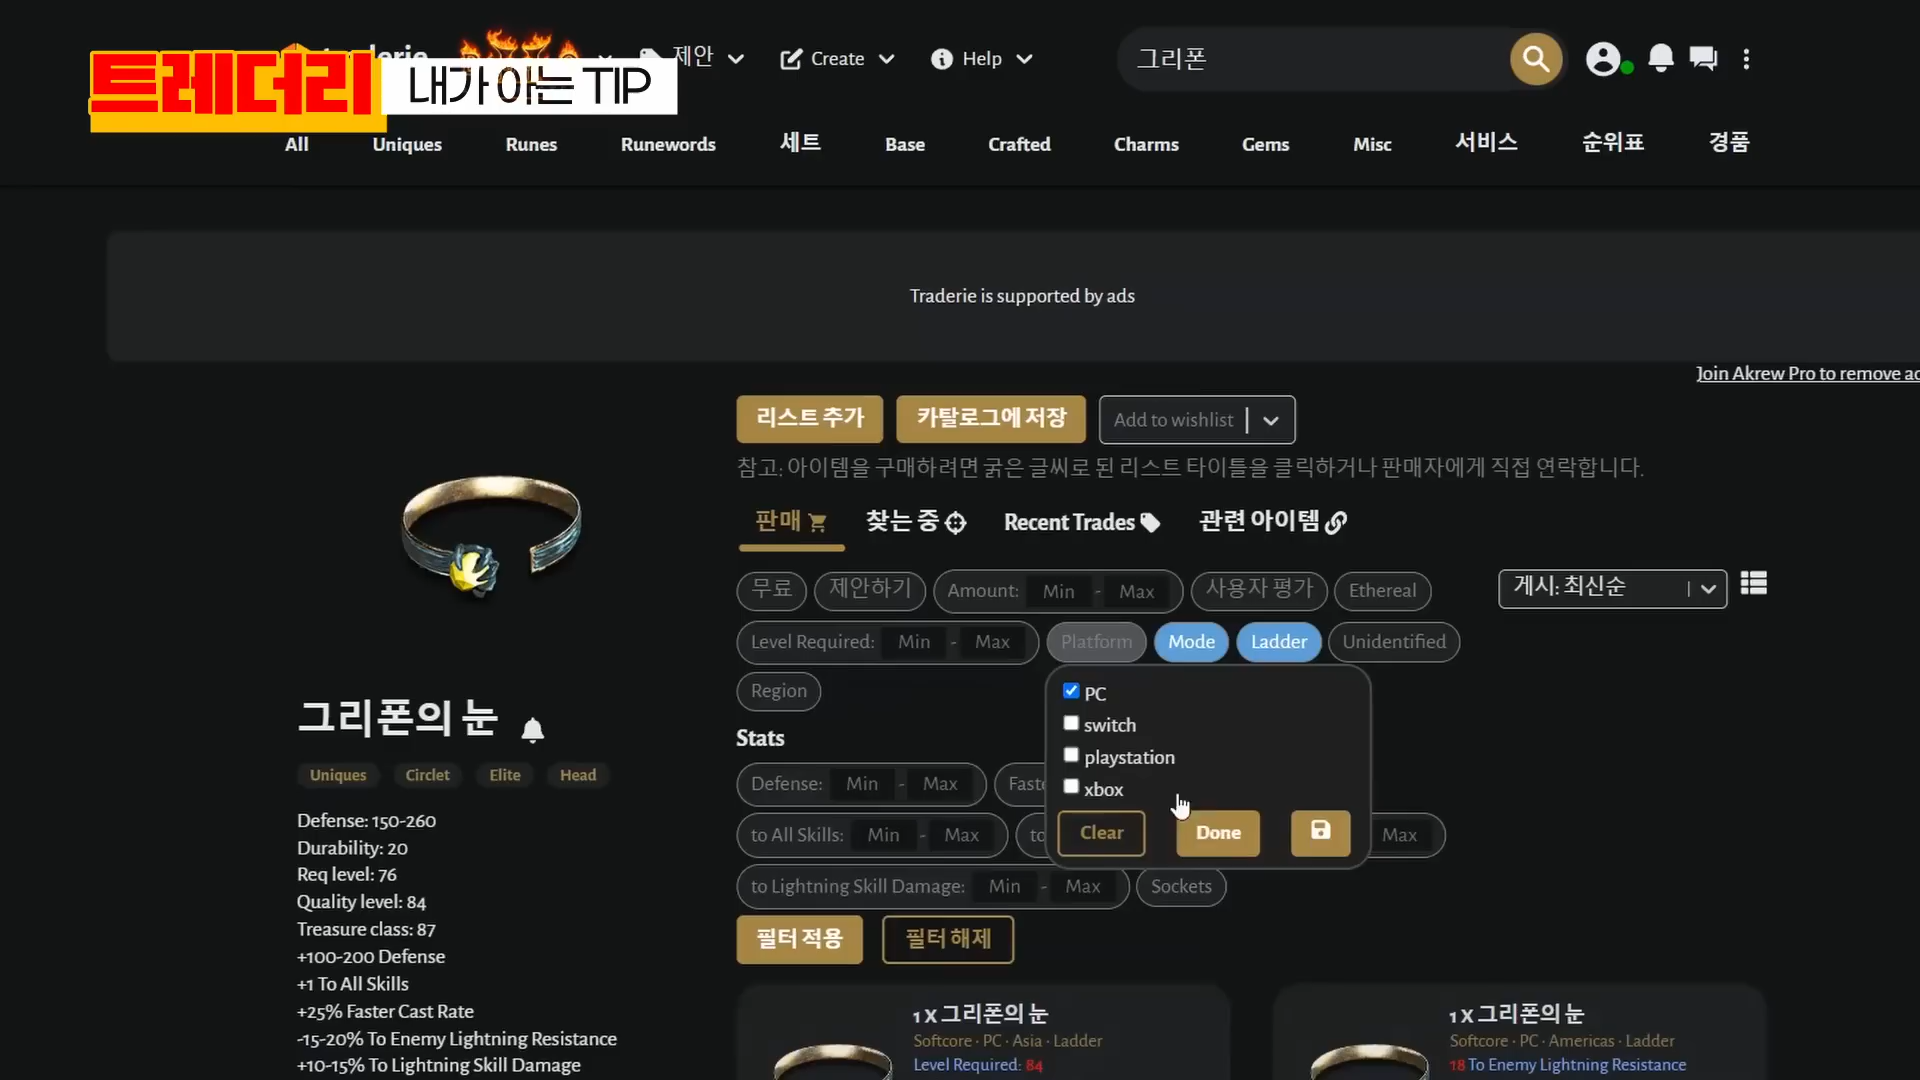 트레더리 내가 아는 TIP
제안
Create
Help
그리폰
All
Uniques
Runes
Runewords
세트
Base
Crafted
Charms
Gems
Misc
서비스
순위표
경품
Traderie is supported by ads
Join Akrew Pro to remove
리스트 추가
카탈로그에 저장
Add to wishlist
참고: 아이템을 구매하려면 굵은 글씨로 된 리스트 타이틀을 클릭하거나 판매자에게 직접 연락합니다.
판매
찾는 중
Recent Trades
관련 아이템
무료
제안하기
Amount: Min - Max
사용자 평가
Ethereal
게시: 최신순
Level Required: Min - Max
Platform
Mode
Ladder
Unidentified
Region
PC
switch
playstation
xbox
Clear
Done
Stats
Defense: Min - Max
to All Skills: Min - Max
Max
to Lightning Skill Damage: Min - Max
Sockets
필터 적용
필터 해제
그리폰의 눈
Uniques
Circlet
Elite
Head
Defense: 150-260
Durability: 20
Req level: 76
Quality level: 84
Treasure class: 87
+100-200 Defense
+1 To All Skills
+25% Faster Cast Rate
-15-20% To Enemy Lightning Resistance
+10-15% To Lightning Skill Damage
1 X 그리폰의 눈
Softcore · PC · Asia · Ladder
Level Required: 84
1 X 그리폰의 눈
Softcore · PC · Americas · Ladder
18 To Enemy Lightning Resistance